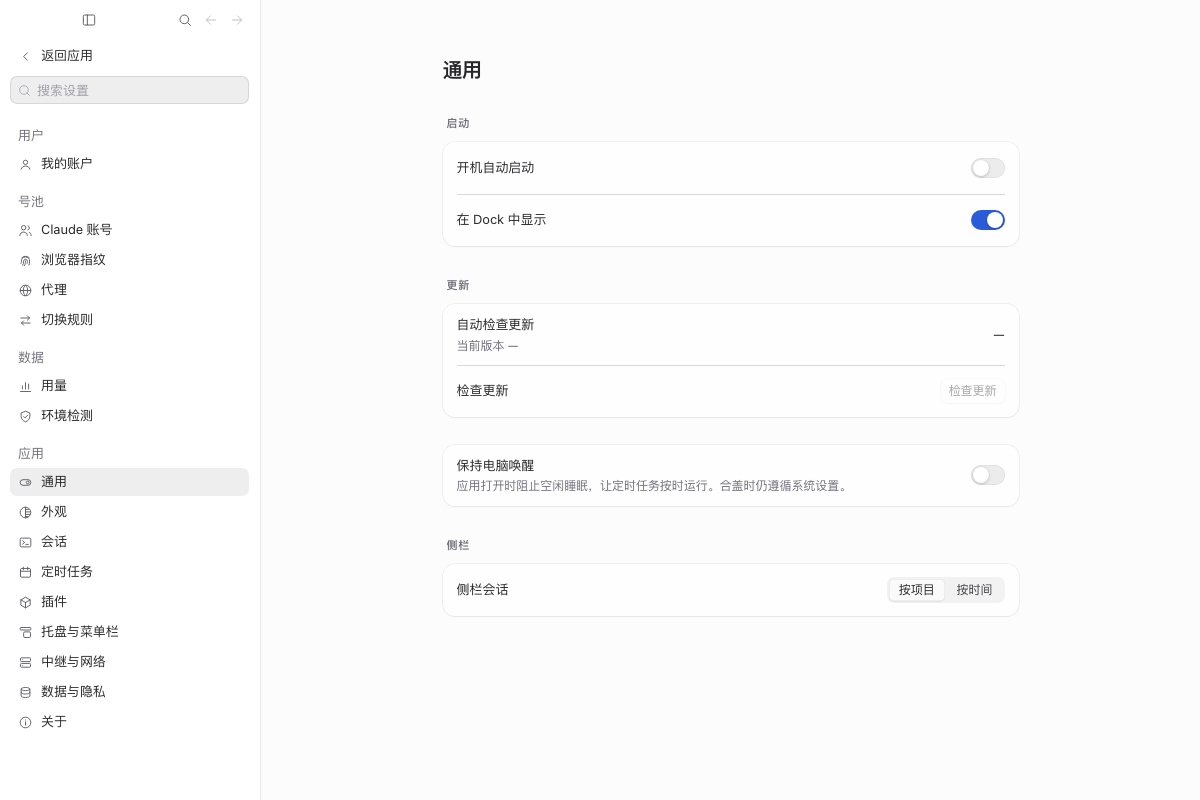 返回应用
搜索设置
用户
我的账户
号池
Claude 账号
浏览器指纹
代理
切换规则
数据
用量
环境检测
应用
通用
外观
会话
定时任务
插件
托盘与菜单栏
中继与网络
数据与隐私
关于
通用
启动
开机自动启动
在 Dock 中显示
更新
自动检查更新
当前版本 —
—
检查更新
检查更新
保持电脑唤醒
应用打开时阻止空闲睡眠，让定时任务按时运行。合盖时仍遵循系统设置。
侧栏
侧栏会话
按项目 按时间